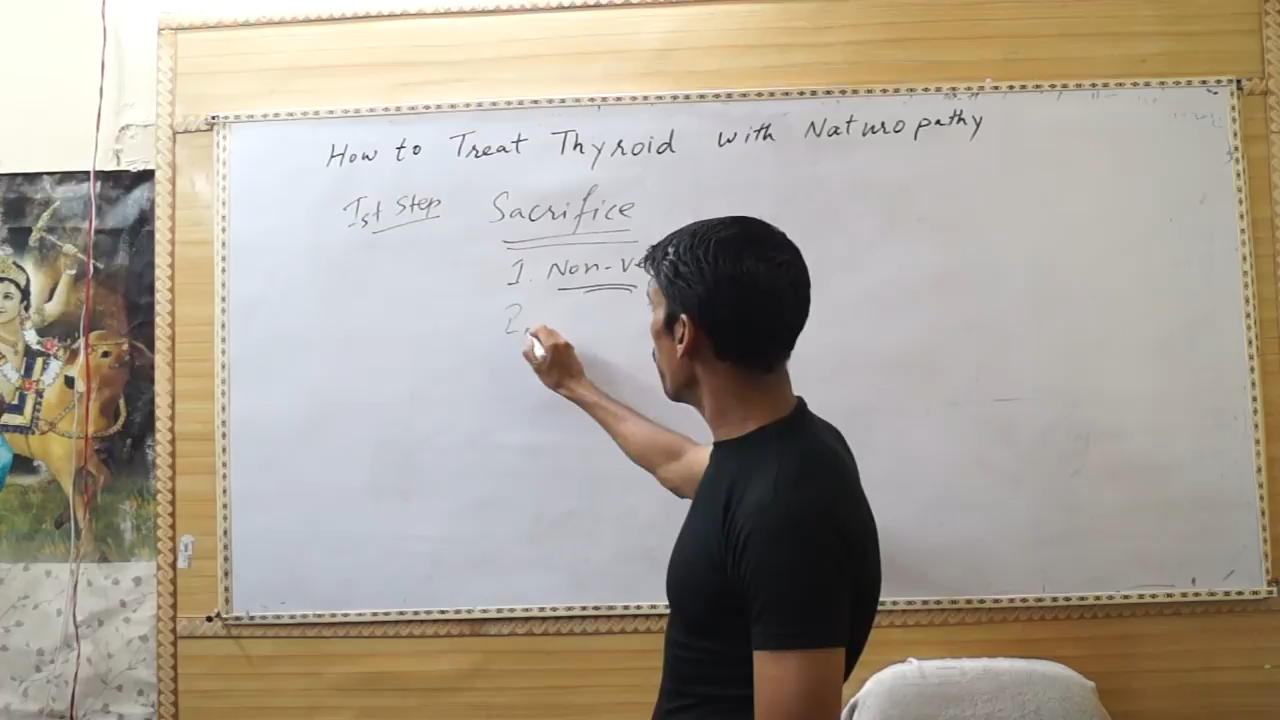 How to Treat Thyroid with Naturopathy
Ist Step Sacrifice
1. Non-ve
2.